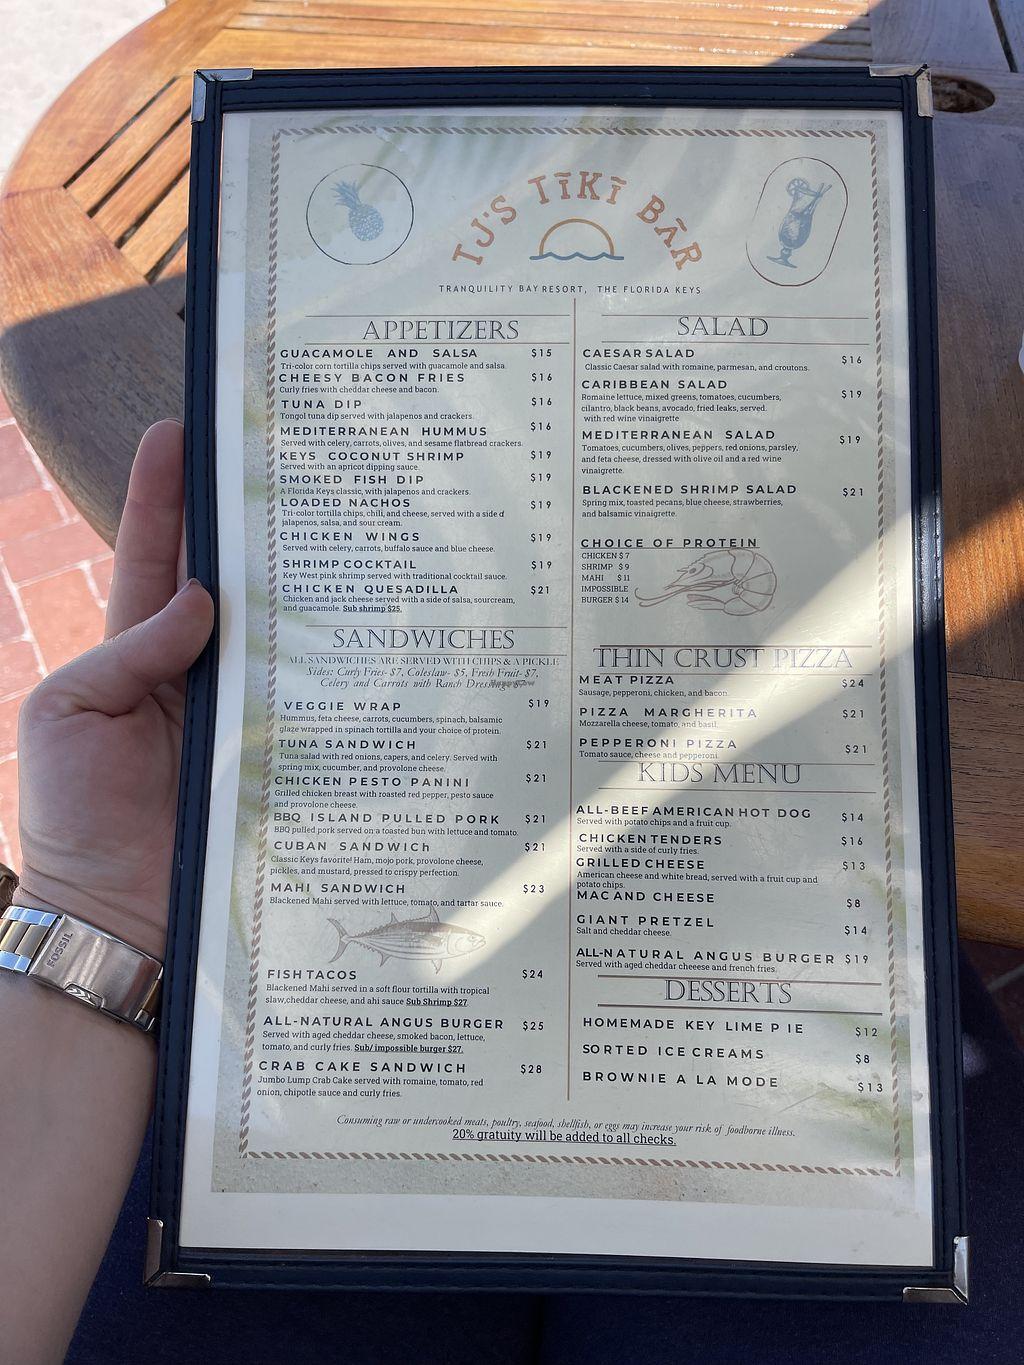 TJ'S TĪKĪ BĀR
TRANQUILITY BAY RESORT, THE FLORIDA KEYS
APPETIZERS
GUACAMOLE AND SALSA $15
Tri-color corn tortilla chips served with guacamole and salsa.
CHEESY BACON FRIES $16
Curly fries with cheddar cheese and bacon.
TUNA DIP $16
Tongol tuna dip served with jalapenos and crackers.
MEDITERRANEAN HUMMUS $16
Served with celery, carrots, olives, and sesame flatbread crackers.
KEYS COCONUT SHRIMP $19
Served with an apricot dipping sauce.
SMOKED FISH DIP $19
A Florida Keys classic, with jalapenos and crackers.
LOADED NACHOS $19
Tri-color tortilla chips, chili, and cheese, served with a side of
jalapenos, salsa, and sour cream.
CHICKEN WINGS $19
Served with celery, carrots, buffalo sauce and blue cheese.
SHRIMP COCKTAIL $19
Key West pink shrimp served with traditional cocktail sauce.
CHICKEN QUESADILLA $21
Chicken and jack cheese served with a side of salsa, sourcream,
and guacamole. Sub shrimp $25.
SANDWICHES
ALL SANDWICHES ARE SERVED WITH CHIPS & A PICKLE
Sides: Curly Fries- $7, Coleslaw- $5, Fresh Fruit- $7,
Celery and Carrots with Ranch Dressing- $7
VEGGIE WRAP $19
Hummus, feta cheese, carrots, cucumbers, spinach, balsamic
glaze wrapped in spinach tortilla and your choice of protein.
TUNA SANDWICH $21
Tuna salad with red onions, capers, and celery. Served with
spring mix, cucumber, and provolone cheese.
CHICKEN PESTO PANINI $21
Grilled chicken breast with roasted red pepper, pesto sauce
and provolone cheese.
BBQ ISLAND PULLED PORK $21
BBQ pulled pork served on a toasted bun with lettuce and tomato.
CUBAN SANDWICh $21
Classic Keys favorite! Ham, mojo pork, provolone cheese,
pickles, and mustard, pressed to crispy perfection.
MAHI SANDWICH $23
Blackened Mahi served with lettuce, tomato, and tartar sauce.
FISH TACOS $24
Blackened Mahi served in a soft flour tortilla with tropical
slaw,cheddar cheese, and ahi sauce Sub Shrimp $27.
ALL-NATURAL ANGUS BURGER $25
Served with aged cheddar cheese, smoked bacon, lettuce,
tomato, and curly fries. Sub/ impossible burger $27.
CRAB CAKE SANDWICH $28
Jumbo Lump Crab Cake served with romaine, tomato, red
onion, chipotle sauce and curly fries.
SALAD
CAESAR SALAD $16
Classic Caesar salad with romaine, parmesan, and croutons.
CARIBBEAN SALAD $19
Romaine lettuce, mixed greens, tomatoes, cucumbers,
cilantro, black beans, avocado, fried leaks, served.
with red wine vinaigrette
MEDITERRANEAN SALAD $19
Tomatoes, cucumbers, olives, peppers, red onions, parsley,
and feta cheese, dressed with olive oil and a red wine
vinaigrette.
BLACKENED SHRIMP SALAD $21
Spring mix, toasted pecans, blue cheese, strawberries,
and balsamic vinaigrette.
CHOICE OF PROTEIN
CHICKEN $7
SHRIMP $9
MAHI $11
IMPOSSIBLE
BURGER $14
THIN CRUST PIZZA
MEAT PIZZA $24
Sausage, pepperoni, chicken, and bacon.
PIZZA MARGHERITA $21
Mozzarella cheese, tomato, and basil.
PEPPERONI PIZZA $21
Tomato sauce, cheese and pepperoni.
KIDS MENU
ALL-BEEF AMERICAN HOT DOG $14
Served with potato chips and a fruit cup.
CHICKEN TENDERS $16
Served with a side of curly fries.
GRILLED CHEESE $13
American cheese and white bread, served with a fruit cup and
potato chips.
MAC AND CHEESE $8
GIANT PRETZEL $14
Salt and cheddar cheese.
ALL-NATURAL ANGUS BURGER $19
Served with aged cheddar cheeese and french fries.
DESSERTS
HOMEMADE KEY LIME PIE $12
SORTED ICE CREAMS $8
BROWNIE A LA MODE $13
Consuming raw or undercooked meats, poultry, seafood, shellfish, or eggs may increase your risk of foodborne illness.
20% gratuity will be added to all checks.
FOSSIL